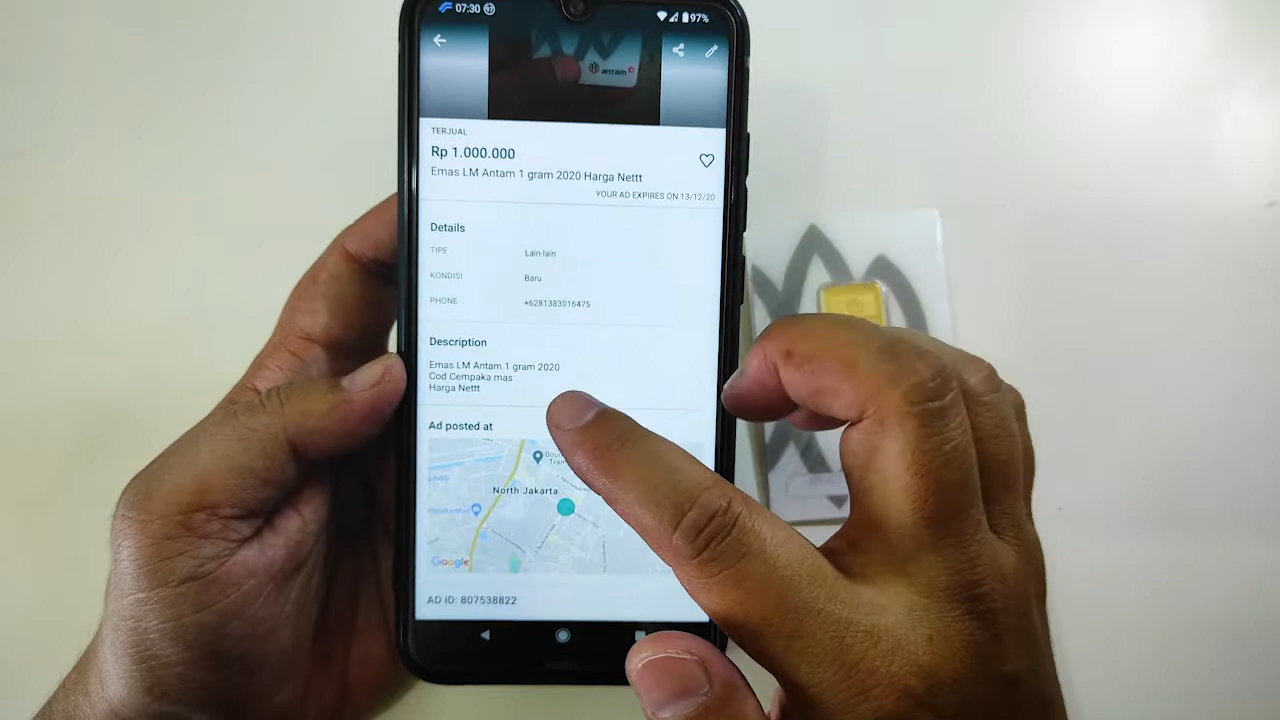 07:30
97%
antam
TERJUAL
Rp 1.000.000
Emas LM Antam 1 gram 2020 Harga Nettt
YOUR AD EXPIRES ON 13/12/20
Details
TIPE Lain-lain
KONDISI Baru
PHONE +6281383016475
Description
Emas LM Antam 1 gram 2020
Cod Cempaka mas
Harga Nettt
Ad posted at
North Jakarta
Google
AD ID: 807538822